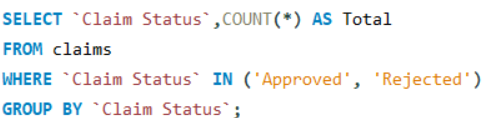 SELECT `Claim Status`,COUNT(*) AS Total
FROM claims
WHERE `Claim Status` IN ('Approved', 'Rejected')
GROUP BY `Claim Status`;